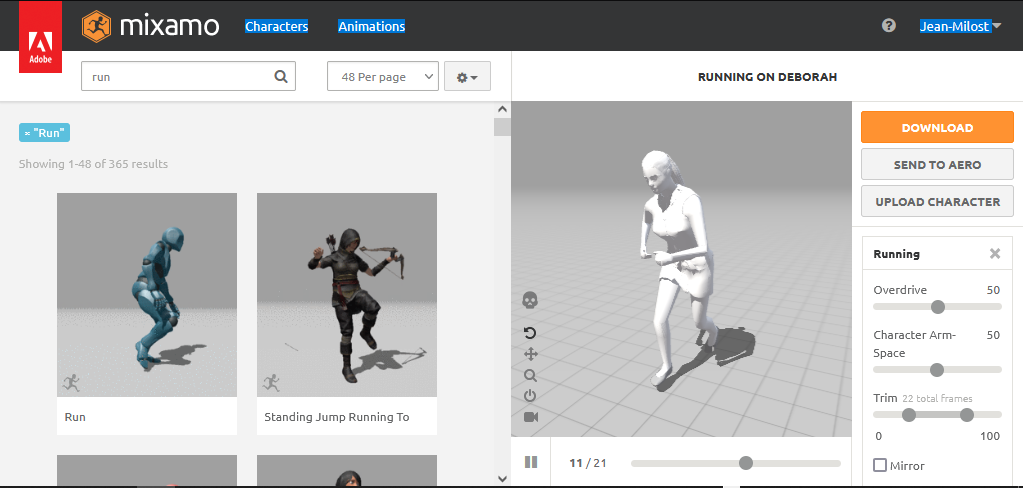 Adobe
mixamo
Characters
Animations
Jean-Milost
run
48 Per page
RUNNING ON DEBORAH
× "Run"
Showing 1-48 of 365 results
Run
Standing Jump Running To
11 / 21
DOWNLOAD
SEND TO AERO
UPLOAD CHARACTER
Running
Overdrive 50
Character Arm- 50
Space
Trim 22 total frames
0 100
Mirror